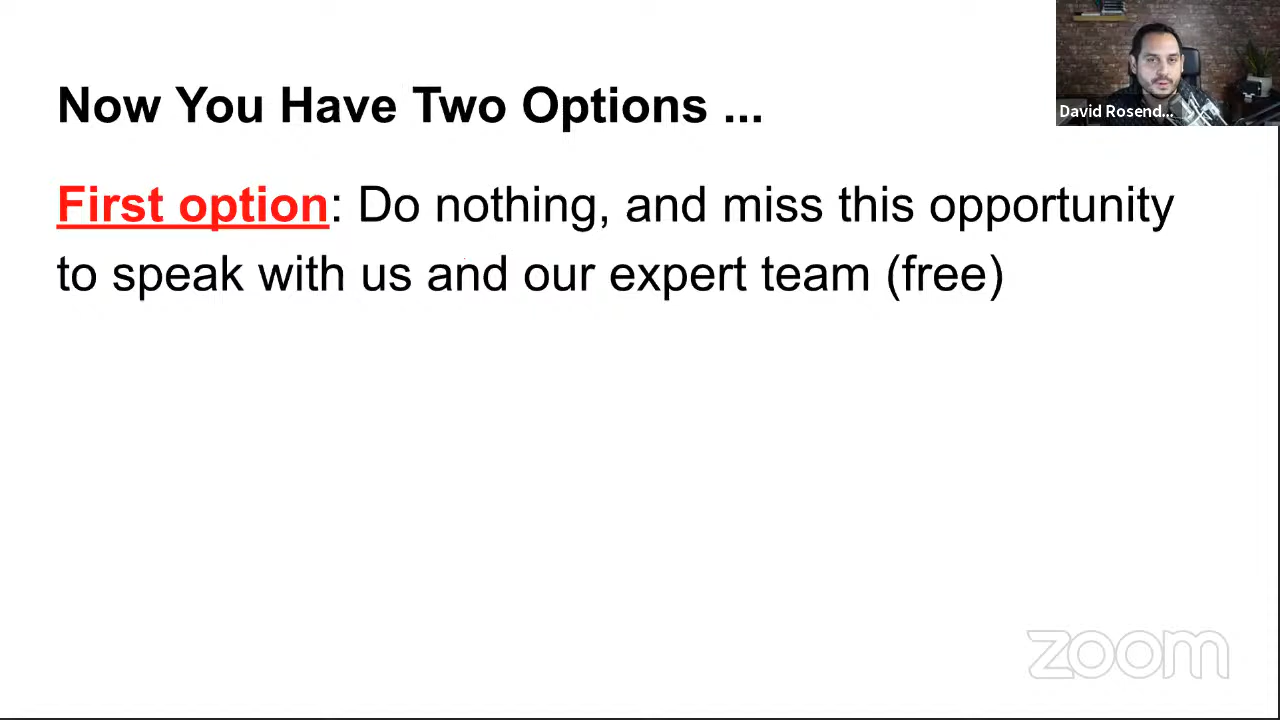 Now You Have Two Options ...
David Rosend...
First option: Do nothing, and miss this opportunity
to speak with us and our expert team (free)
zoom